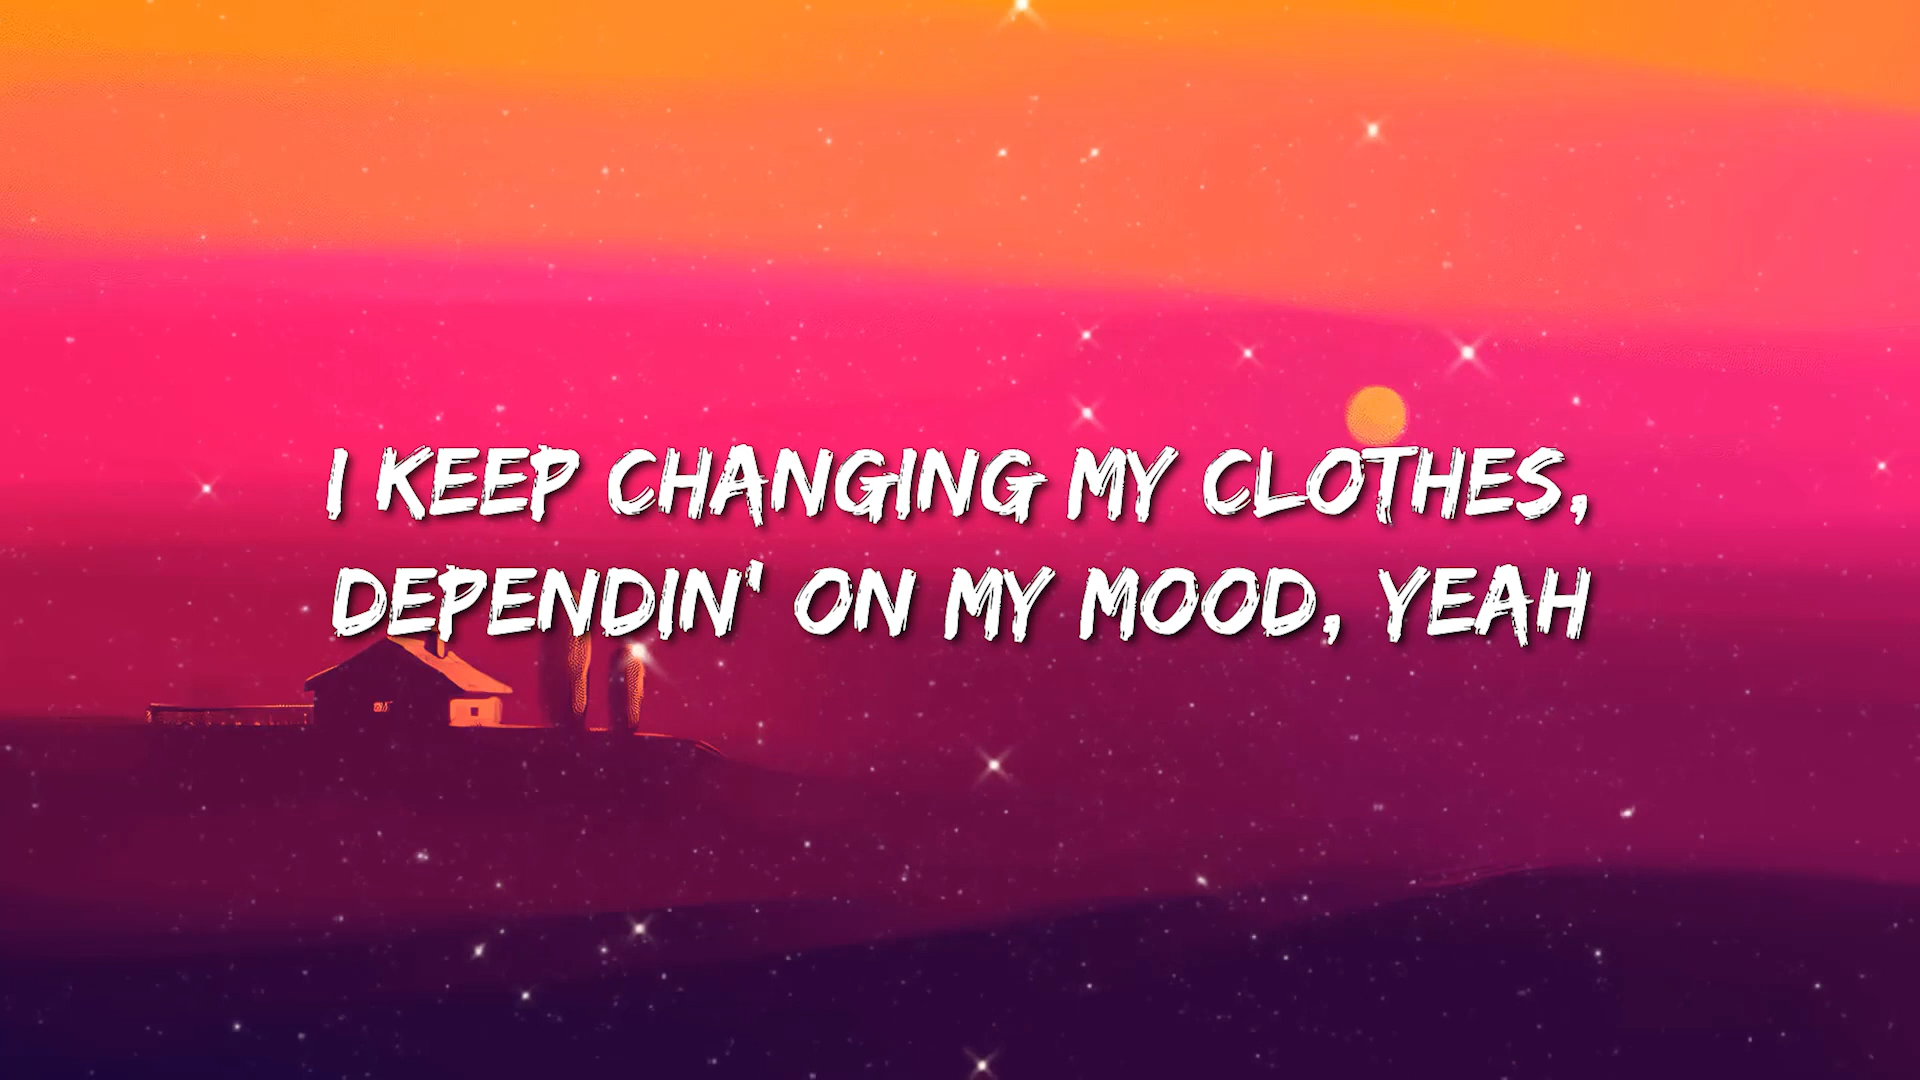 I KEEP CHANGING MY CLOTHES,
DEPENDIN' ON MY MOOD, YEAH